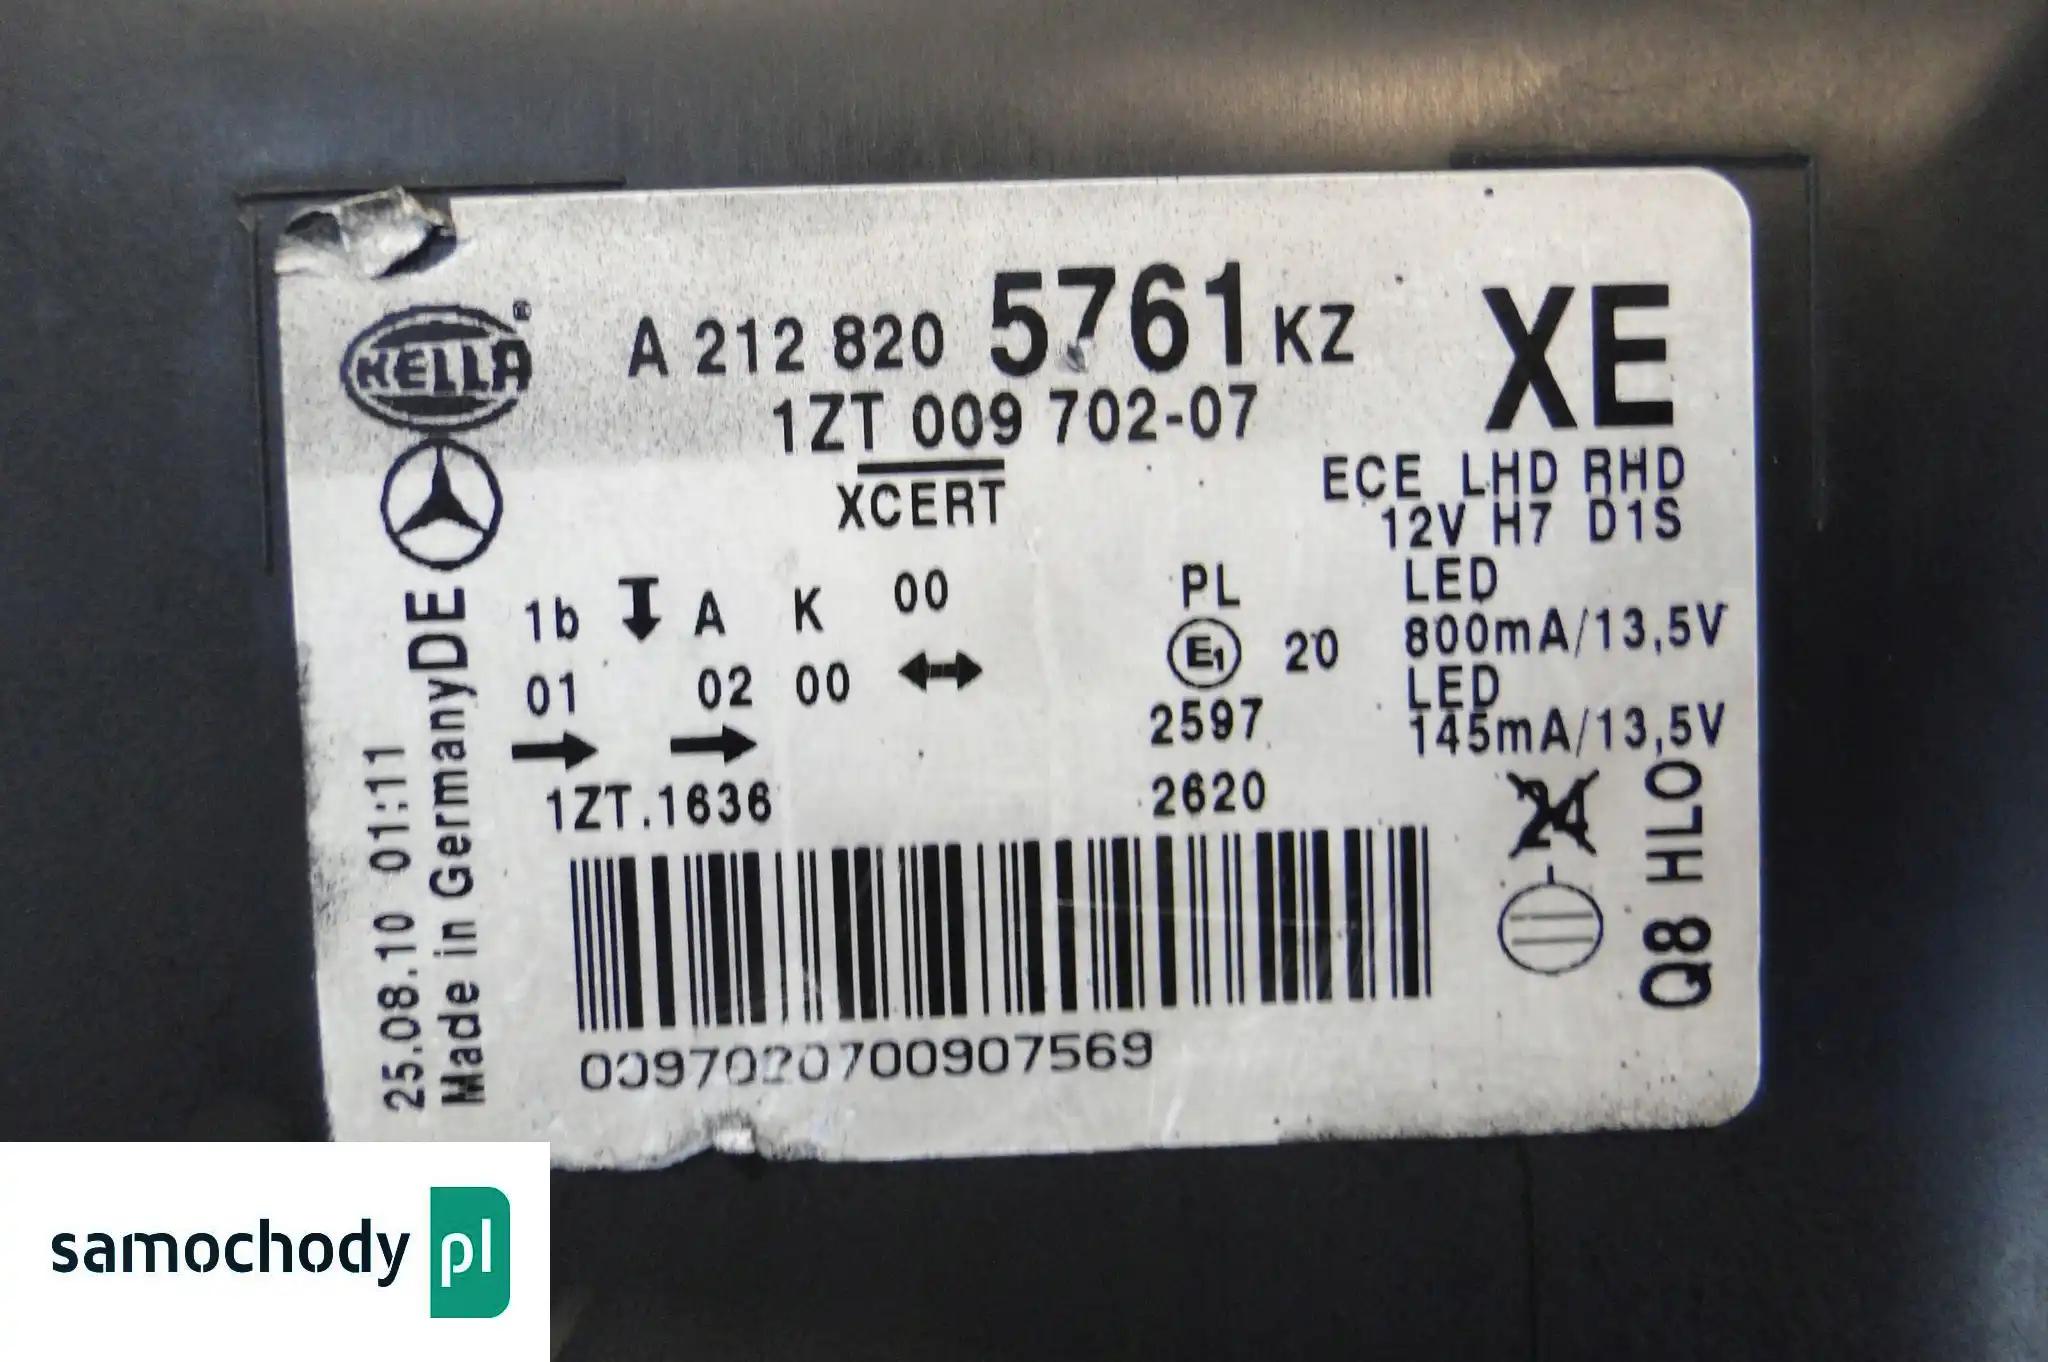 HELLA®
A 212 820 5761 KZ
XE
1ZT 009 702-07
XCERT
ECE LHD RHD
12V H7 D1S
LED
800mA/13,5V
LED
145mA/13,5V
1b A K 00
01 02 00
1ZT.1636
PL
E1 20
2597
2620
24
Q8 HLO
DE
25.08.10 01:11
Made in Germany
0097020700907569
samochody pl